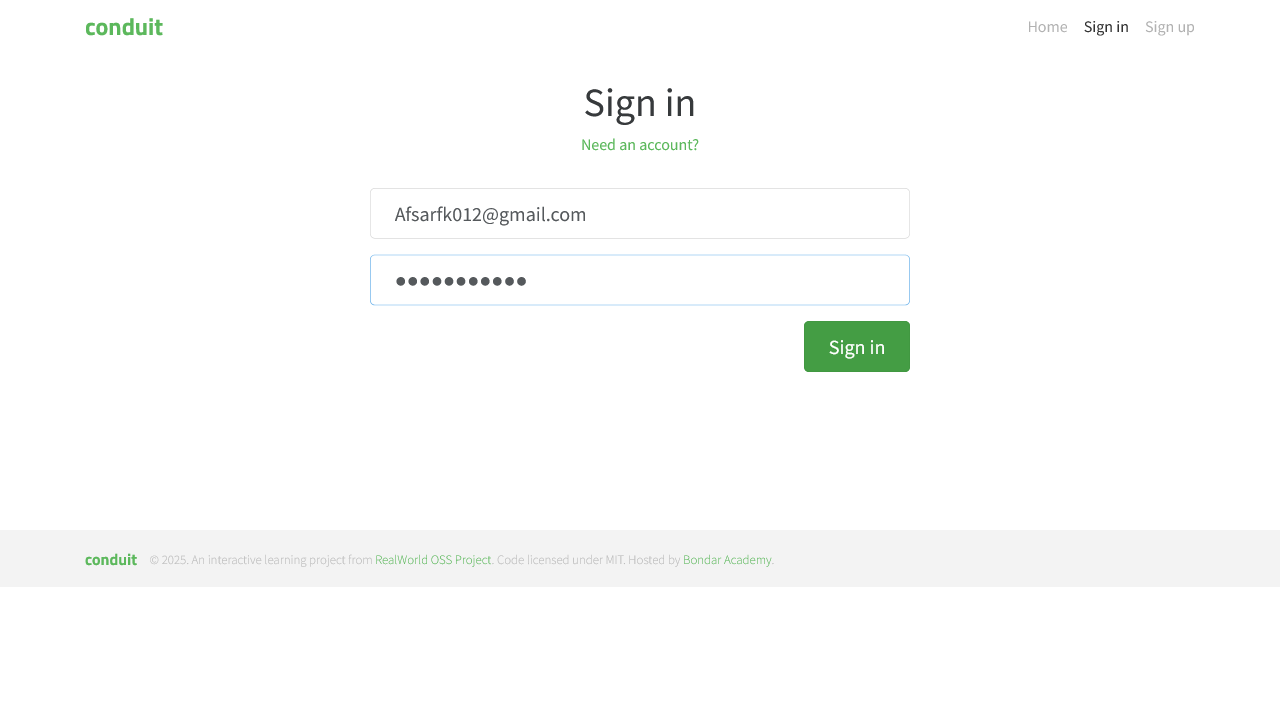 conduit
Home Sign in Sign up
Sign in
Need an account?
Afsarfk012@gmail.com
●●●●●●●●●●●
Sign in
conduit © 2025. An interactive learning project from RealWorld OSS Project. Code licensed under MIT. Hosted by Bondar Academy.